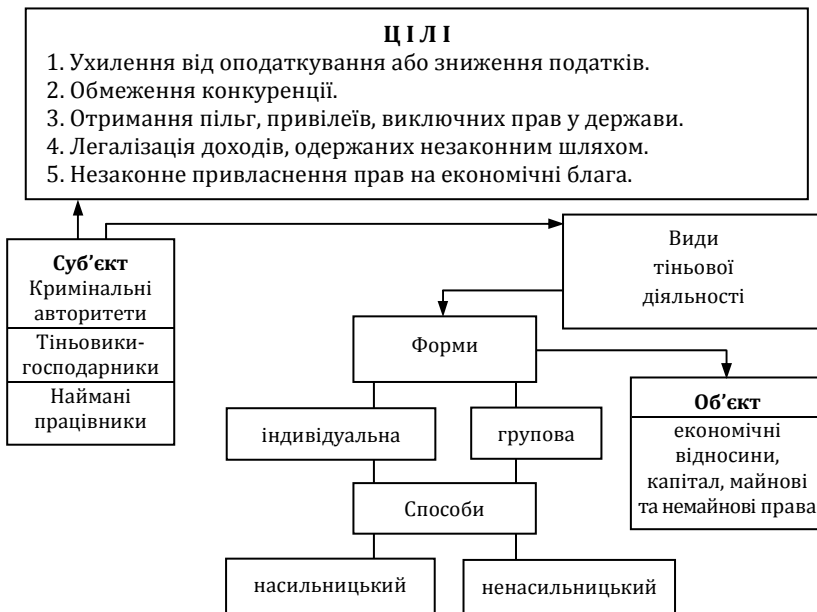 Ц І Л І
1. Ухилення від оподаткування або зниження податків.
2. Обмеження конкуренції.
3. Отримання пільг, привілеїв, виключних прав у держави.
4. Легалізація доходів, одержаних незаконним шляхом.
5. Незаконне привласнення прав на економічні блага.
Суб’єкт
Кримінальні
авторитети
Тіньовики-
господарники
Наймані
працівники
Види
тіньової
діяльності
Форми
індивідуальна
групова
Об’єкт
економічні
відносини,
капітал, майнові
та немайнові права
Способи
насильницький
ненасильницький